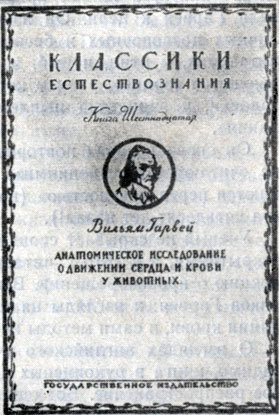 КЛАССИКИ
ЕСТЕСТВОЗНАНИЯ
Книга Шестнадцатая
Вильям Гарвей
АНАТОМИЧЕСКОЕ ИССЛЕДОВАНИЕ
О ДВИЖЕНИИ СЕРДЦА И КРОВИ
У ЖИВОТНЫХ.
ГОСУДАРСТВЕННОЕ ИЗДАТЕЛЬСТВО